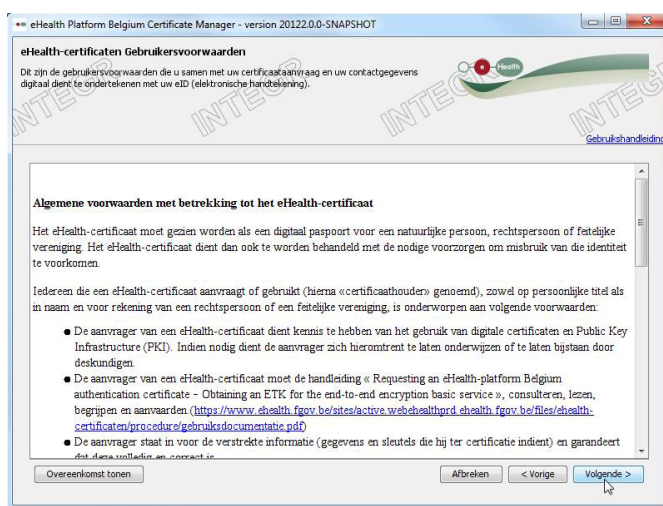 eHealth Platform Belgium Certificate Manager - version 20122.0.0-SNAPSHOT
eHealth-certificaten Gebruikersvoorwaarden
Dit zijn de gebruikersvoorwaarden die u samen met uw certificaataanvraag en uw contactgegevens
digitaal dient te ondertekenen met uw eID (elektronische handtekening).
Health
INTEGR
INTEGR
INTEGR
INTEGR
Gebruikshandleiding
Algemene voorwaarden met betrekking tot het eHealth-certificaat
Het eHealth-certificaat moet gezien worden als een digitaal paspoort voor een natuurlijke persoon, rechtspersoon of feitelijke
vereniging. Het eHealth-certificaat dient dan ook te worden behandeld met de nodige voorzorgen om misbruik van die identiteit
te voorkomen.
Iedereen die een eHealth-certificaat aanvraagt of gebruikt (hierna «certificaathouder» genoemd), zowel op persoonlijke titel als
in naam en voor rekening van een rechtspersoon of een feitelijke vereniging, is onderworpen aan volgende voorwaarden:
● De aanvrager van een eHealth-certificaat dient kennis te hebben van het gebruik van digitale certificaten en Public Key
Infrastructure (PKI). Indien nodig dient de aanvrager zich hieromtrent te laten onderwijzen of te laten bijstaan door
deskundigen.
● De aanvrager van een eHealth-certificaat moet de handleiding « Requesting an eHealth-platform Belgium
authentication certificate – Obtaining an ETK for the end-to-end encryption basic service », consulteren, lezen,
begrijpen en aanvaarden.(https://www.ehealth.fgov.be/sites/active.webehealthprd.ehealth.fgov.be/files/ehealth-
certificaten/procedure/gebruiksdocumentatie.pdf)
● De aanvrager staat in voor de verstrekte informatie (gegevens en sleutels die hij ter certificatie indient) en garandeert
dat deze volledig en correct is.
Overeenkomst tonen
Afbreken
< Vorige
Volgende >